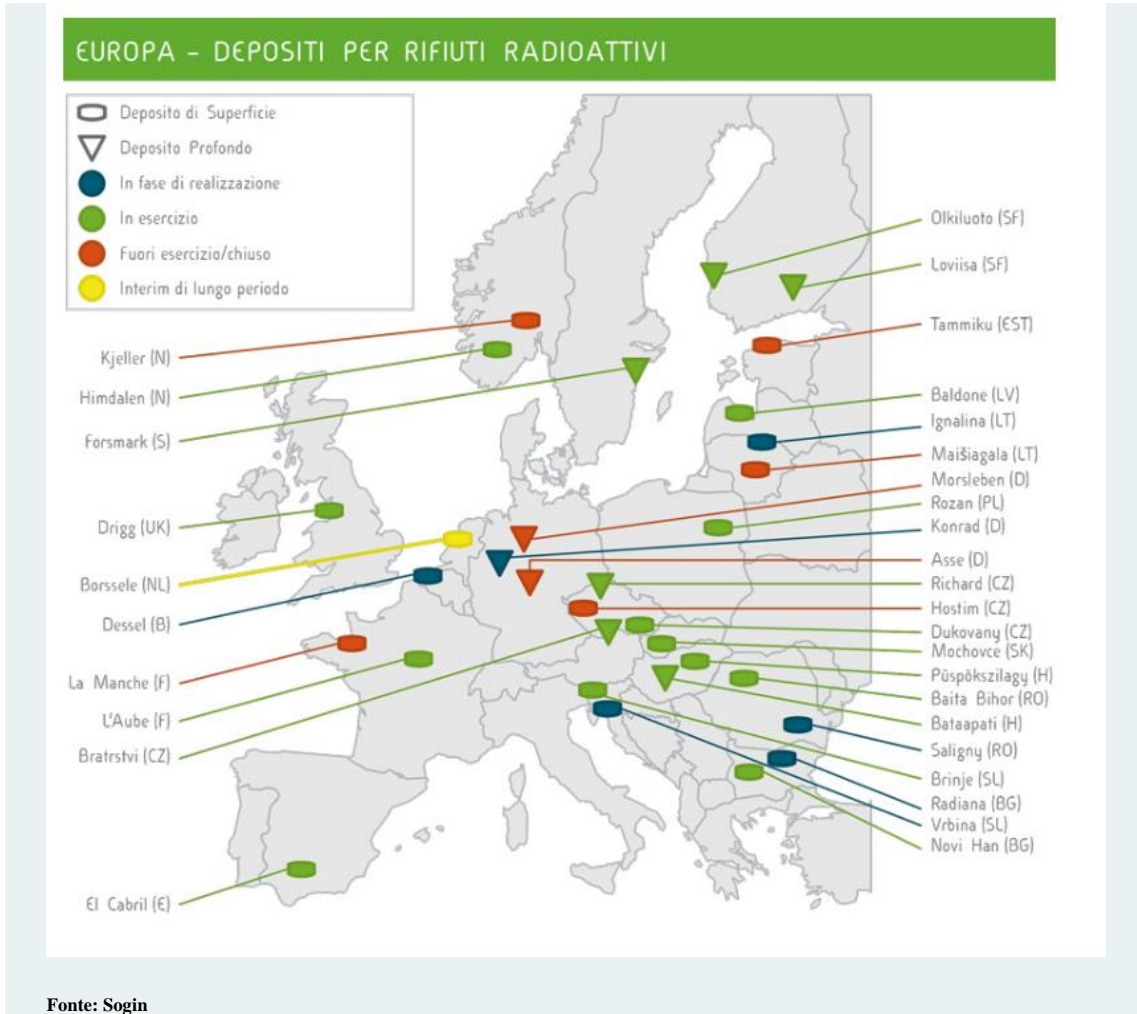 EUROPA – DEPOSITI PER RIFIUTI RADIOATTIVI
Deposito di Superficie
Deposito Profondo
In fase di realizzazione
In esercizio
Fuori esercizio/chiuso
Interim di lungo periodo
Kjeller (N)
Himdalen (N)
Forsmark (S)
Drigg (UK)
Borssele (NL)
Dessel (B)
La Manche (F)
L'Aube (F)
Bratrstvi (CZ)
El Cabril (E)
Olkiluoto (SF)
Loviisa (SF)
Tammiku (EST)
Baldone (LV)
Ignalina (LT)
Maišiagala (LT)
Morsleben (D)
Rozan (PL)
Konrad (D)
Asse (D)
Richard (CZ)
Hostim (CZ)
Dukovany (CZ)
Mochovce (SK)
Püspökszilagy (H)
Baita Bihor (RO)
Bataapati (H)
Saligny (RO)
Brinje (SL)
Radiana (BG)
Vrbina (SL)
Novi Han (BG)
Fonte: Sogin